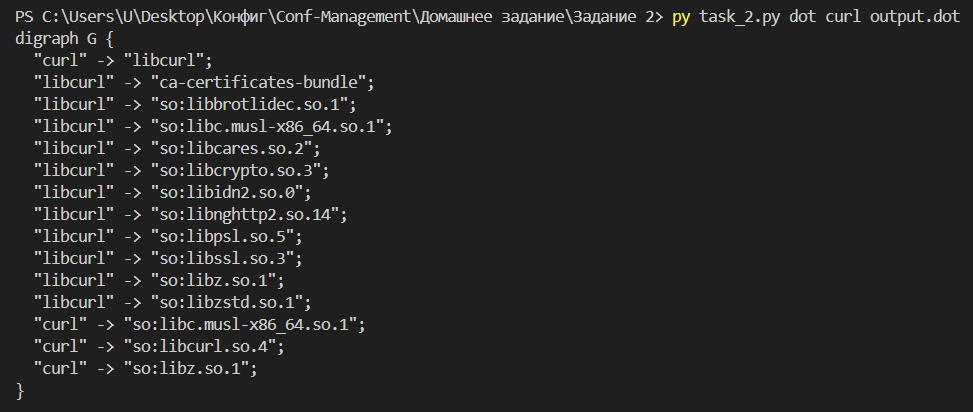 PS C:\Users\U\Desktop\Конфиг\Conf-Management\Домашнее задание\Задание 2> py task_2.py dot curl output.dot
digraph G {
  "curl" -> "libcurl";
  "libcurl" -> "ca-certificates-bundle";
  "libcurl" -> "so:libbrotlidec.so.1";
  "libcurl" -> "so:libc.musl-x86_64.so.1";
  "libcurl" -> "so:libcares.so.2";
  "libcurl" -> "so:libcrypto.so.3";
  "libcurl" -> "so:libidn2.so.0";
  "libcurl" -> "so:libnghttp2.so.14";
  "libcurl" -> "so:libpsl.so.5";
  "libcurl" -> "so:libssl.so.3";
  "libcurl" -> "so:libz.so.1";
  "libcurl" -> "so:libzstd.so.1";
  "curl" -> "so:libc.musl-x86_64.so.1";
  "curl" -> "so:libcurl.so.4";
  "curl" -> "so:libz.so.1";
}